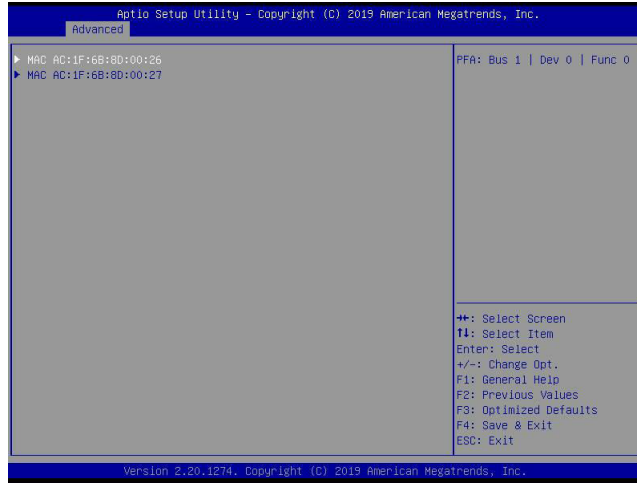 Aptio Setup Utility – Copyright (C) 2019 American Megatrends, Inc.
Advanced
▶ MAC AC:1F:6B:8D:00:26
▶ MAC AC:1F:6B:8D:00:27
PFA: Bus 1 | Dev 0 | Func 0
→←: Select Screen
↑↓: Select Item
Enter: Select
+/-: Change Opt.
F1: General Help
F2: Previous Values
F3: Optimized Defaults
F4: Save & Exit
ESC: Exit
Version 2.20.1274. Copyright (C) 2019 American Megatrends, Inc.